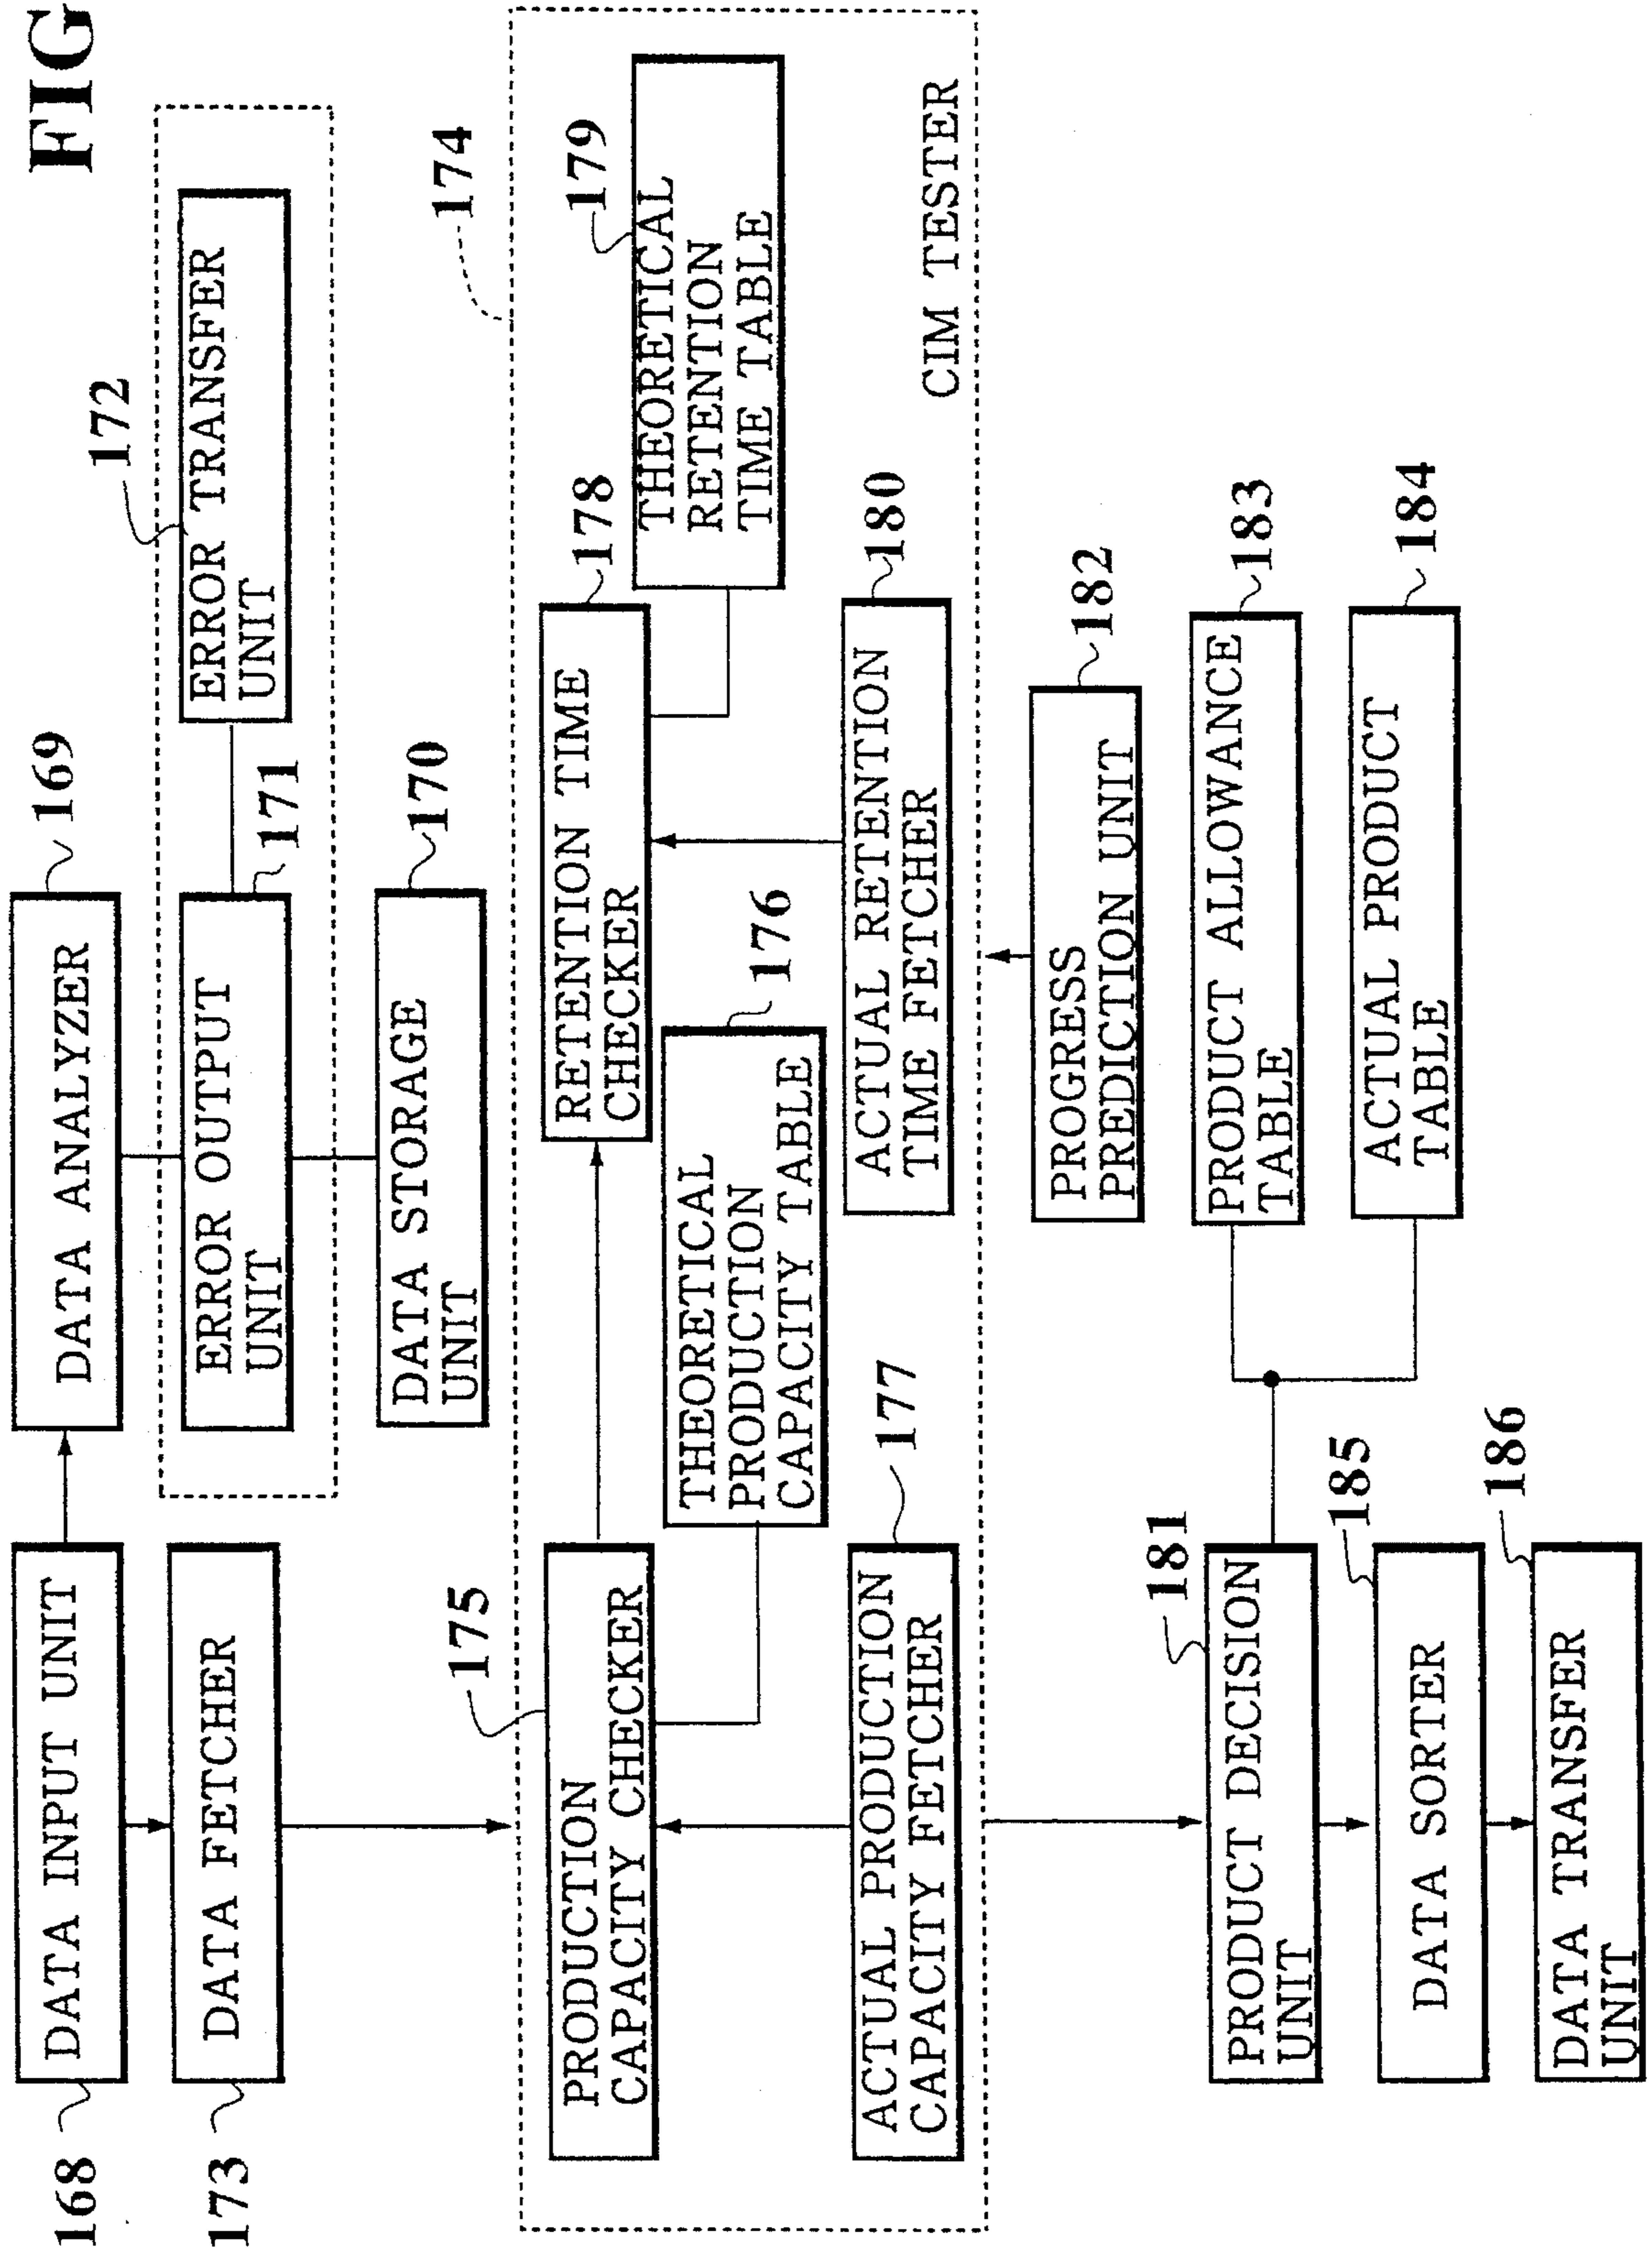 FIG
168
DATA INPUT UNIT
169
DATA ANALYZER
173
DATA FETCHER
171
ERROR OUTPUT
UNIT
172
ERROR TRANSFER
UNIT
170
DATA STORAGE
UNIT
174
175
PRODUCTION
CAPACITY CHECKER
178
RETENTION TIME
CHECKER
179
THEORETICAL
RETENTION
TIME TABLE
176
THEORETICAL
PRODUCTION
CAPACITY TABLE
177
ACTUAL PRODUCTION
CAPACITY FETCHER
180
ACTUAL RETENTION
TIME FETCHER
CIM TESTER
182
PROGRESS
PREDICTION UNIT
181
PRODUCT DECISION
UNIT
183
PRODUCT ALLOWANCE
TABLE
184
ACTUAL PRODUCT
TABLE
185
DATA SORTER
186
DATA TRANSFER
UNIT